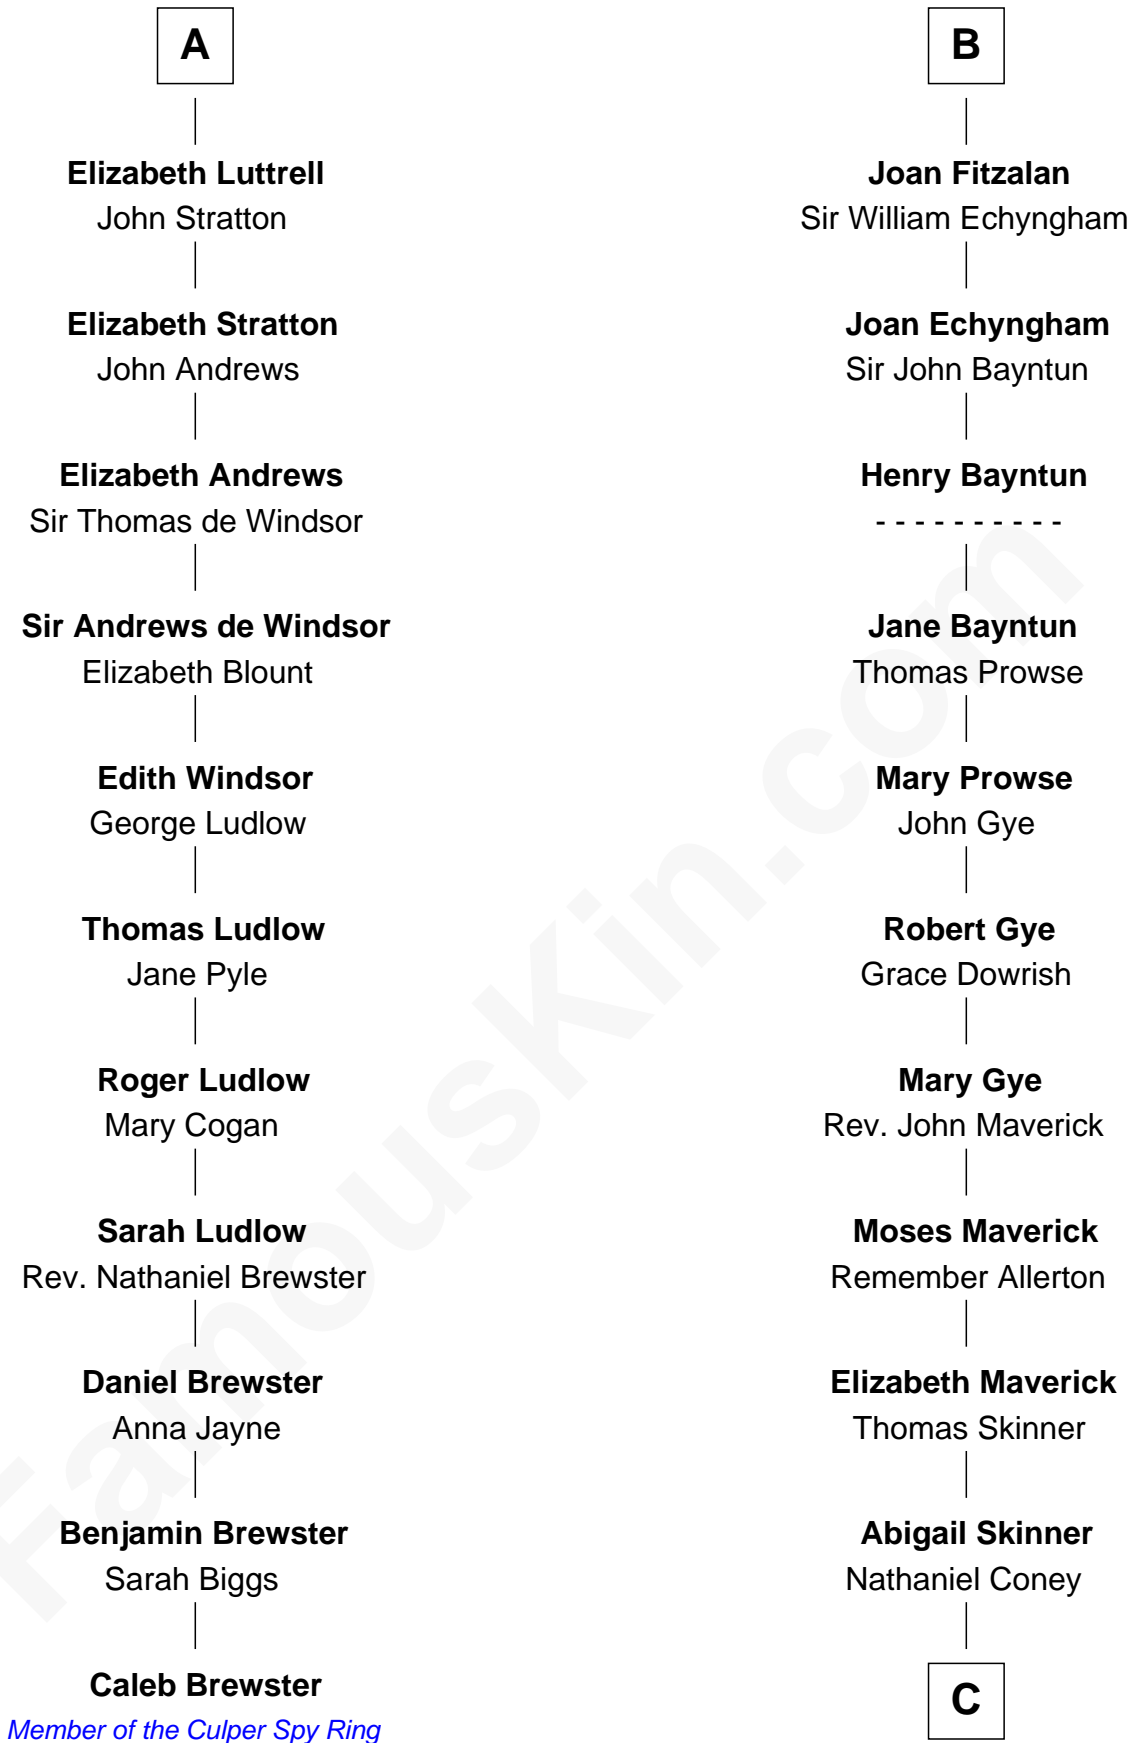 A
Elizabeth Luttrell
John Stratton
Elizabeth Stratton
John Andrews
Elizabeth Andrews
Sir Thomas de Windsor
Sir Andrews de Windsor
Elizabeth Blount
Edith Windsor
George Ludlow
Thomas Ludlow
Jane Pyle
Roger Ludlow
Mary Cogan
Sarah Ludlow
Rev. Nathaniel Brewster
Daniel Brewster
Anna Jayne
Benjamin Brewster
Sarah Biggs
Caleb Brewster
Member of the Culper Spy Ring
B
Joan Fitzalan
Sir William Echyngham
Joan Echyngham
Sir John Bayntun
Henry Bayntun
- - - - - - - - - -
Jane Bayntun
Thomas Prowse
Mary Prowse
John Gye
Robert Gye
Grace Dowrish
Mary Gye
Rev. John Maverick
Moses Maverick
Remember Allerton
Elizabeth Maverick
Thomas Skinner
Abigail Skinner
Nathaniel Coney
C
FamousKin.com